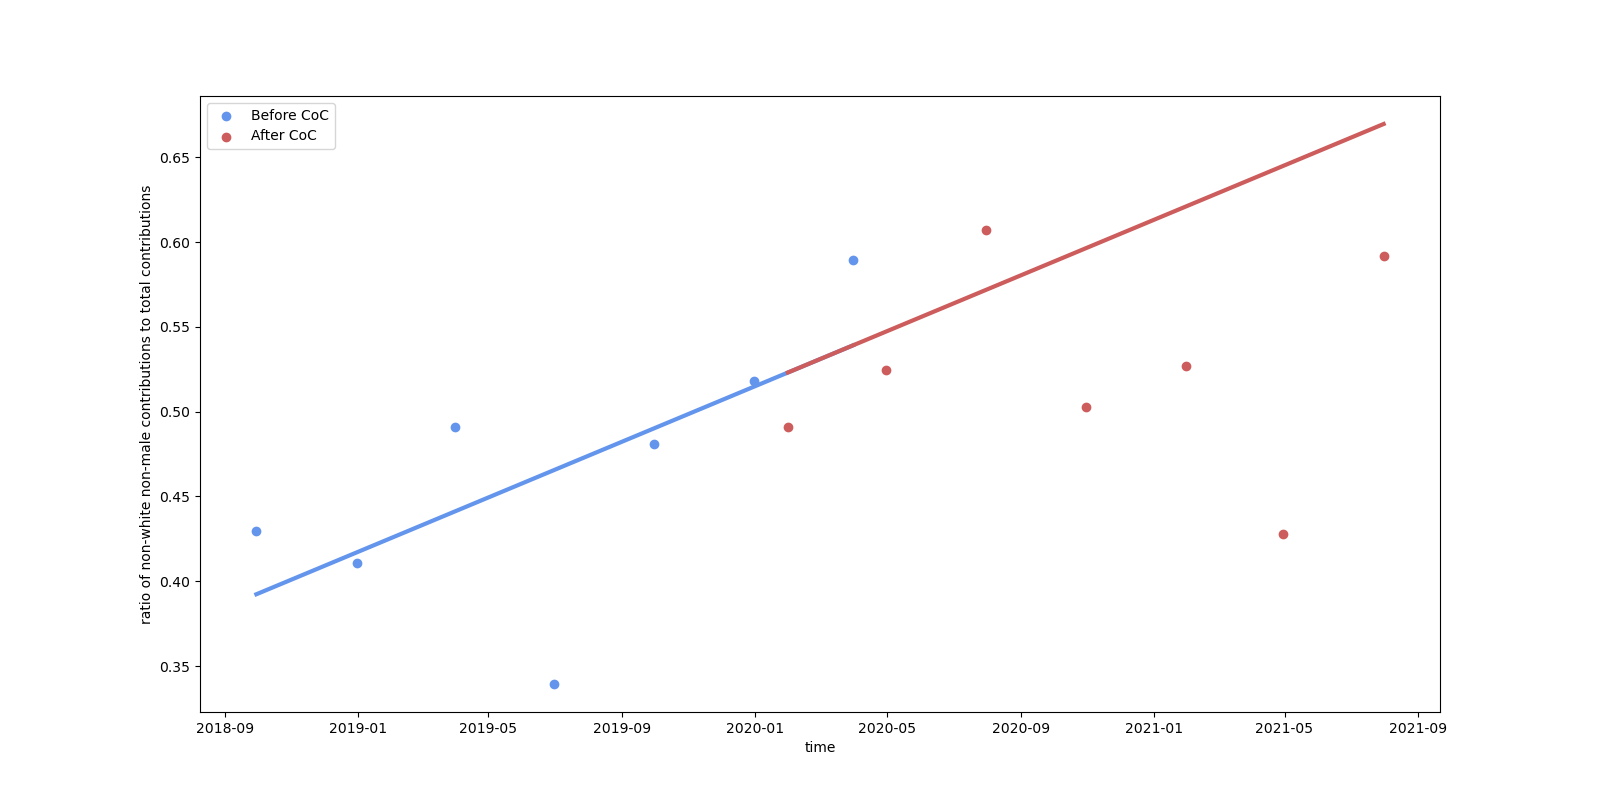 Before CoC
After CoC
ratio of non-white non-male contributions to total contributions
0.65
0.60
0.55
0.50
0.45
0.40
0.35
2018-09 2019-01 2019-05 2019-09 2020-01 2020-05 2020-09 2021-01 2021-05 2021-09
time